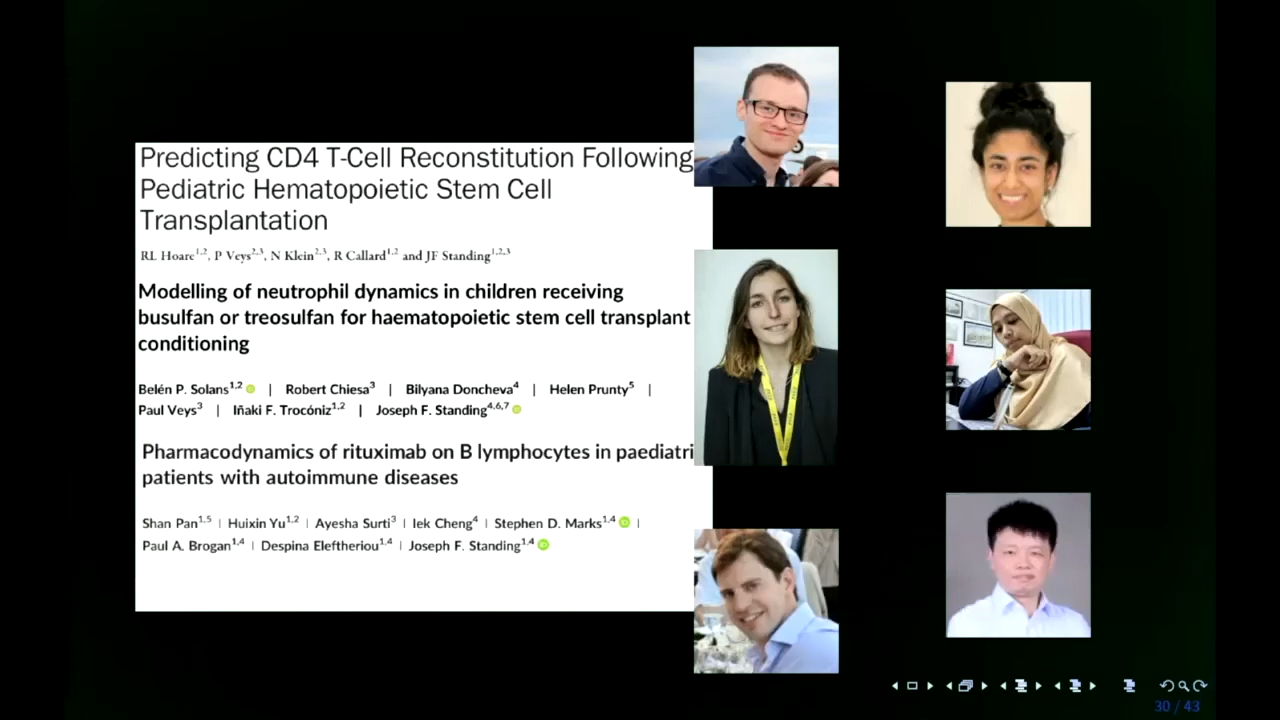 Predicting CD4 T-Cell Reconstitution Following
Pediatric Hematopoietic Stem Cell
Transplantation
RL Hoare1,2, P Veys2,3, N Klein2,3, R Callard1,2 and JF Standing1,2,3
Modelling of neutrophil dynamics in children receiving
busulfan or treosulfan for haematopoietic stem cell transplant
conditioning
Belén P. Solans1,2 | Robert Chiesa3 | Bilyana Doncheva4 | Helen Prunty5 |
Paul Veys3 | Iñaki F. Trocóniz1,2 | Joseph F. Standing4,6,7
Pharmacodynamics of rituximab on B lymphocytes in paediatri
patients with autoimmune diseases
Shan Pan1,5 | Huixin Yu1,2 | Ayesha Surti3 | Iek Cheng4 | Stephen D. Marks1,4 |
Paul A. Brogan1,4 | Despina Eleftheriou1,4 | Joseph F. Standing1,4
30 / 43